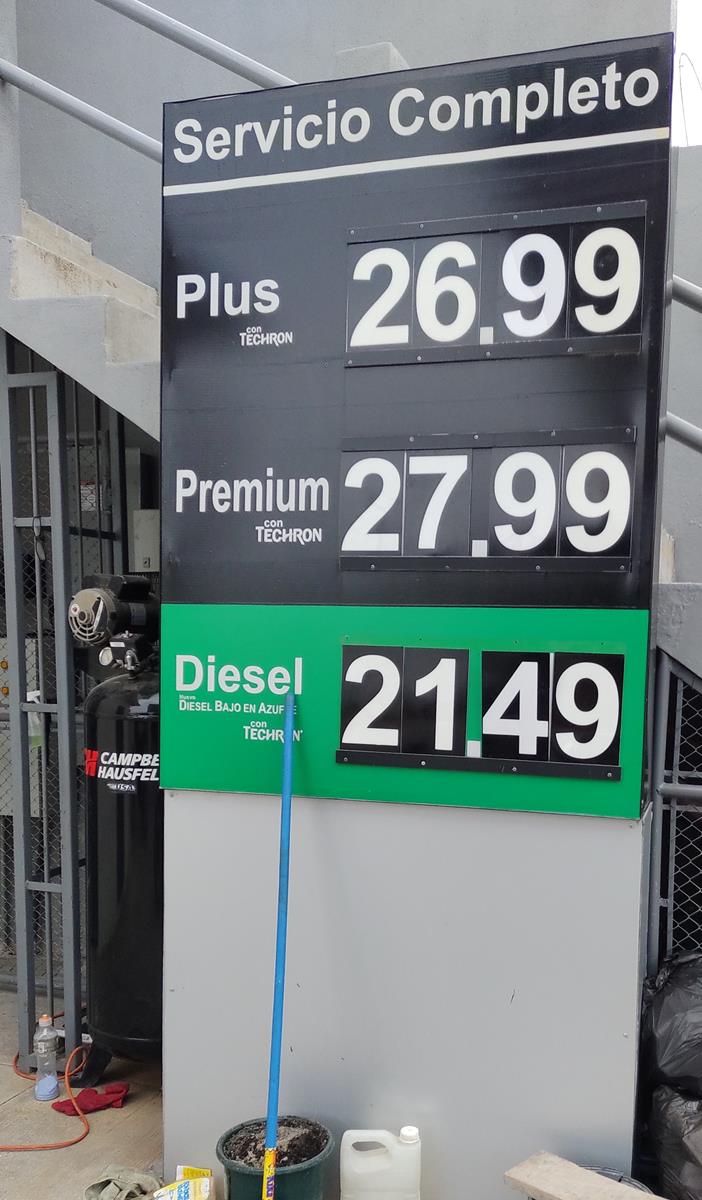 Servicio Completo
Plus
con
TECHRON
26.99
Premium
con
TECHRON
27.99
Diesel
Nuevo
DIESEL BAJO EN
con
TECHRON
21.49
CAMPBE
HAUSFEL
USA